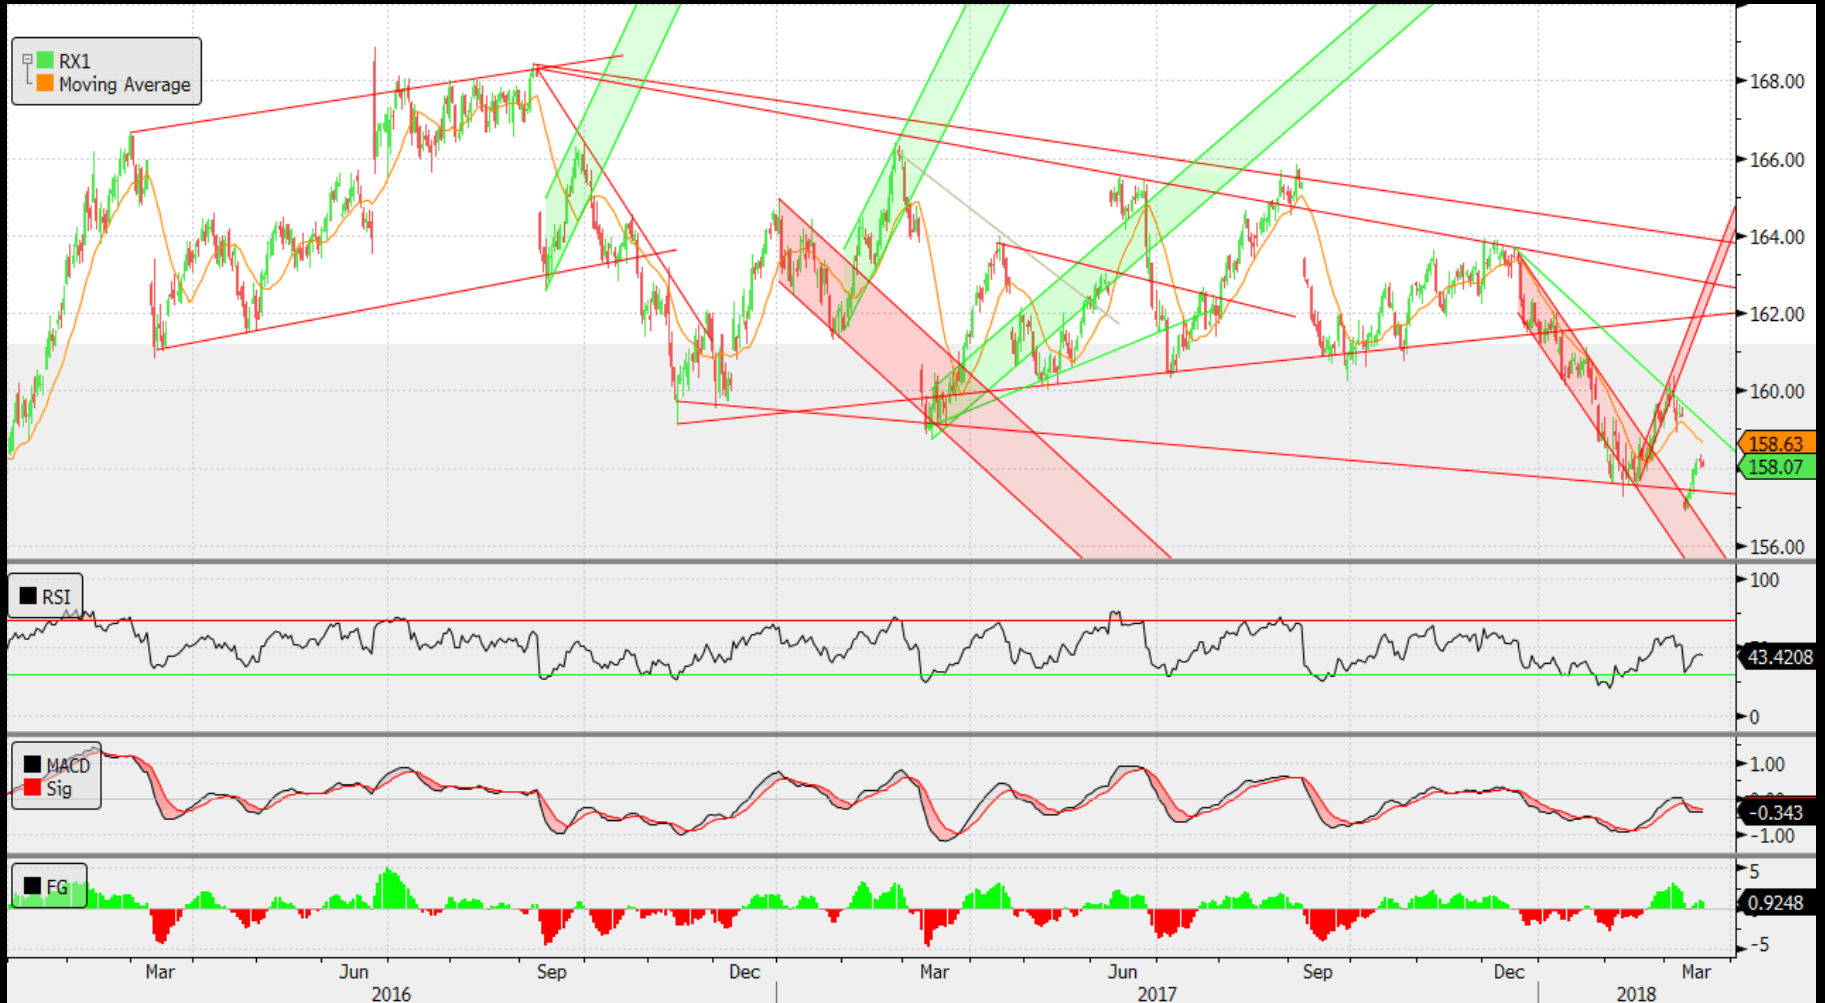 RX1
Moving Average
168.00
166.00
164.00
162.00
160.00
158.63
158.07
156.00
RSI
100
43.4208
0
MACD
Sig
1.00
-0.343
-1.00
FG
5
0.9248
-5
Mar Jun Sep Dec Mar Jun Sep Dec Mar
2016 2017 2018